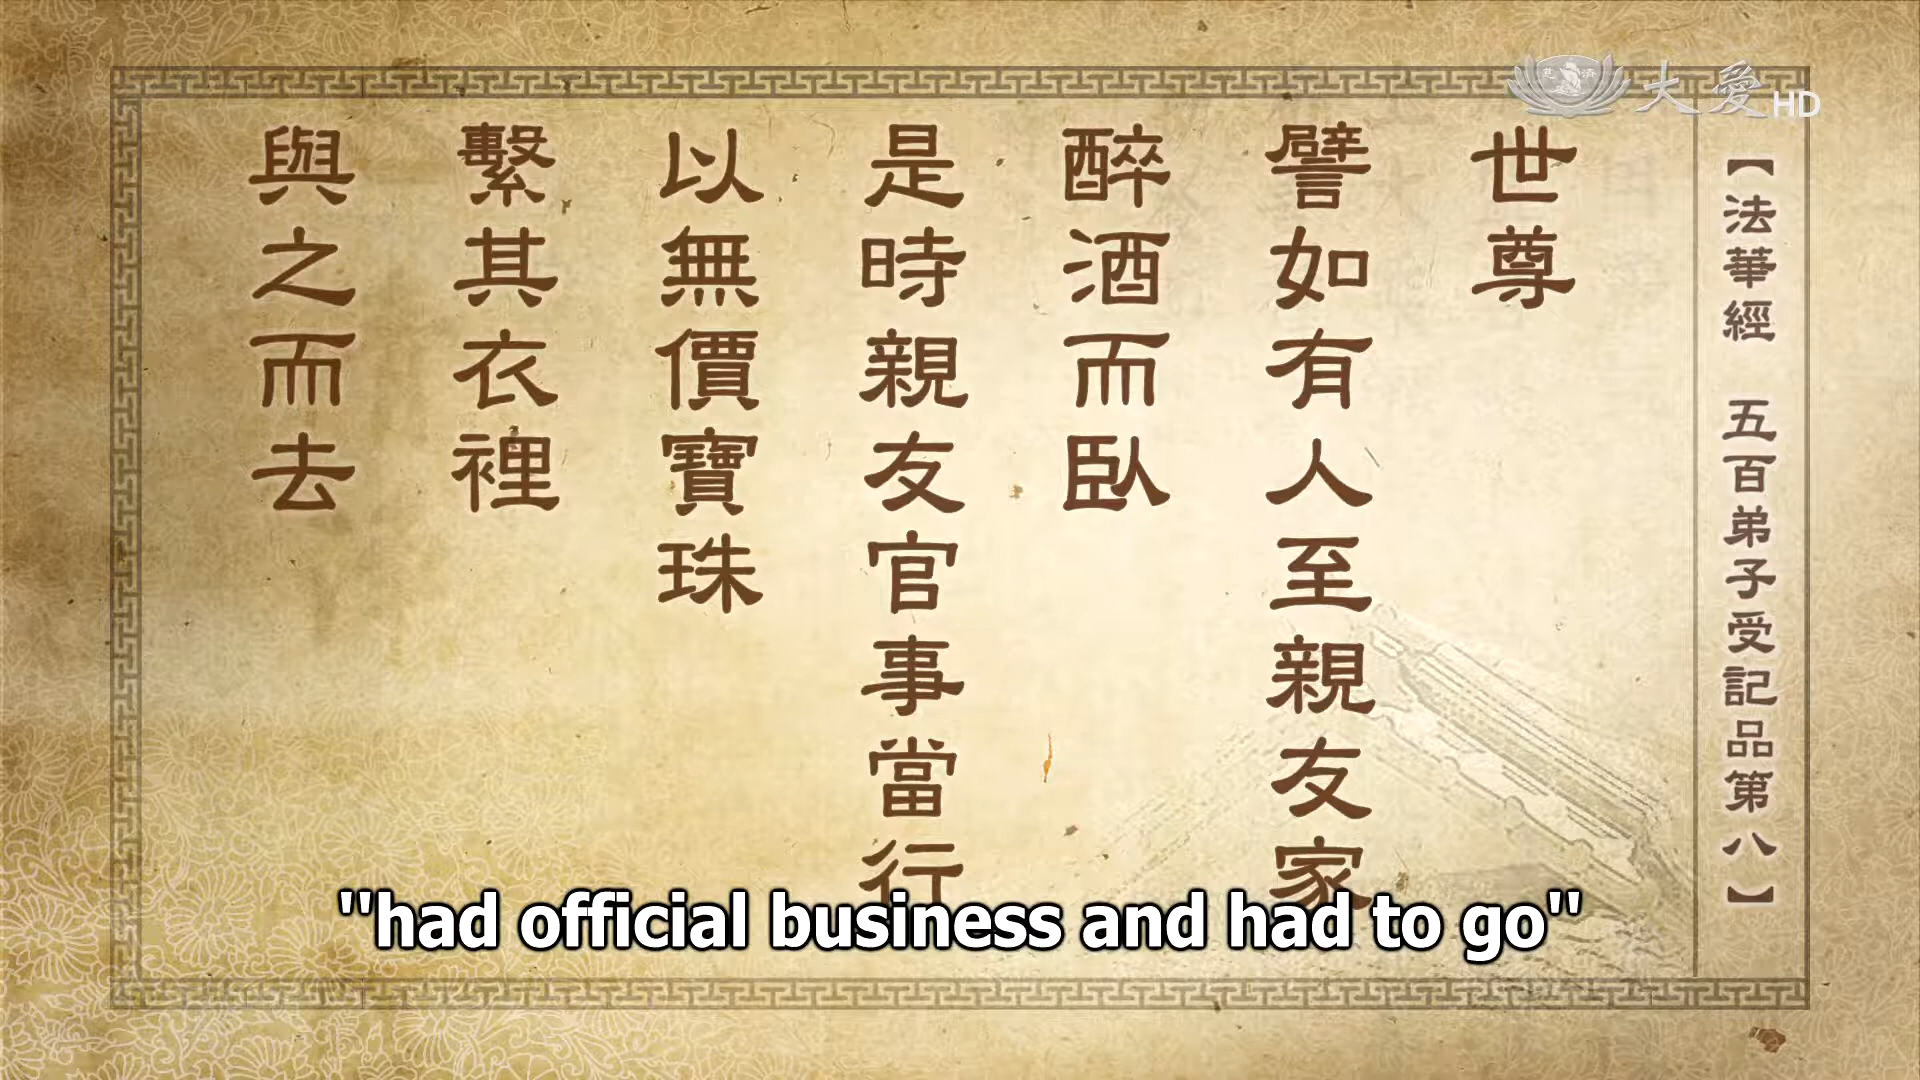 【法華經 五百弟子受記品第八】
世尊
譬如有人至親友家
醉酒而臥
是時親友官事當行
以無價寶珠
繫其衣裡
與之而去
大愛HD
慈濟
"had official business and had to go"